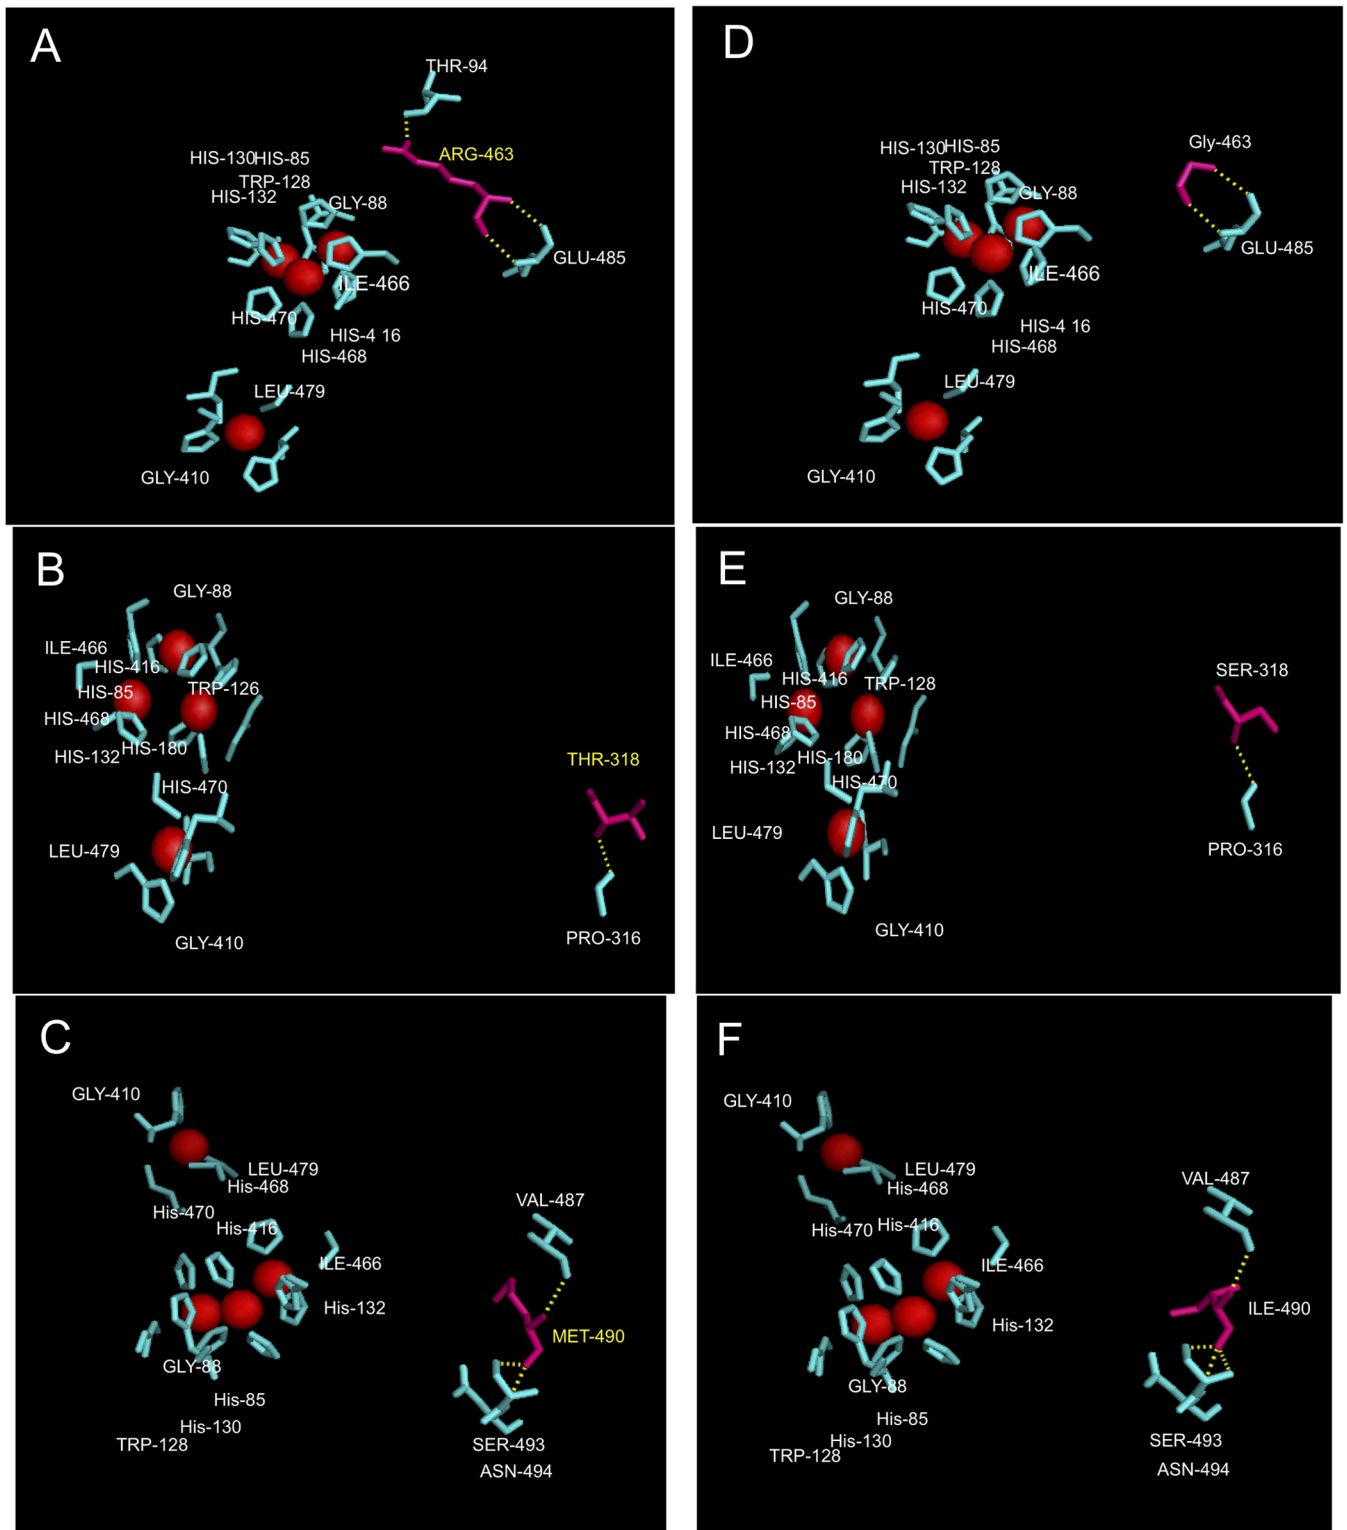 A
THR-94
ARG-463
HIS-130 HIS-85
TRP-128
HIS-132
GLY-88
GLU-485
ILE-466
HIS-470
HIS-4 16
HIS-468
LEU-479
GLY-410
D
Gly-463
HIS-130 HIS-85
TRP-128
HIS-132
GLY-88
GLU-485
ILE-466
HIS-470
HIS-4 16
HIS-468
LEU-479
GLY-410
B
GLY-88
ILE-466
HIS-416
HIS-85
TRP-126
HIS-468
HIS-132
HIS-180
HIS-470
THR-318
LEU-479
PRO-316
GLY-410
E
GLY-88
ILE-466
HIS-416
TRP-128
HIS-85
SER-318
HIS-468
HIS-132
HIS-180
HIS-470
LEU-479
PRO-316
GLY-410
C
GLY-410
LEU-479
His-468
His-470
His-416
VAL-487
ILE-466
His-132
MET-490
GLY-88
His-85
His-130
TRP-128
SER-493
ASN-494
F
GLY-410
LEU-479
His-468
His-470
His-416
VAL-487
ILE-466
His-132
ILE-490
GLY-88
His-85
His-130
TRP-128
SER-493
ASN-494